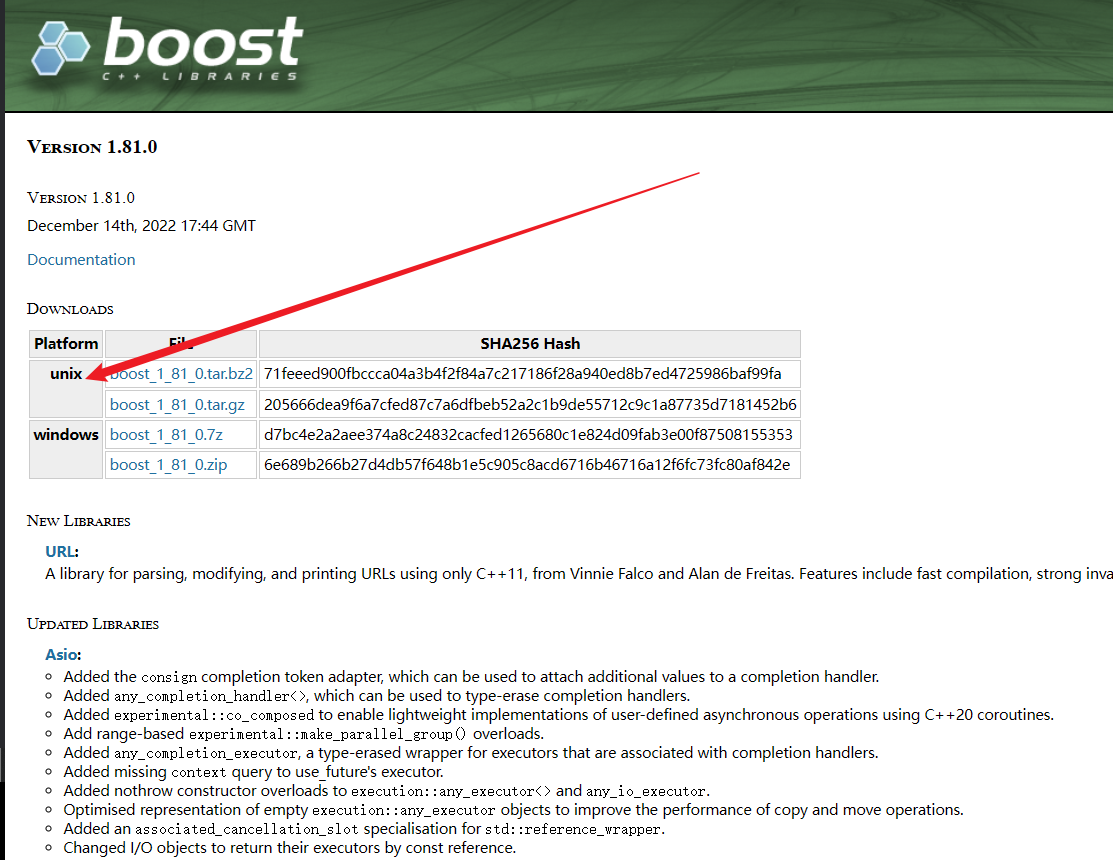 boost
C++ LIBRARIES
Version 1.81.0
Version 1.81.0
December 14th, 2022 17:44 GMT
Documentation
Downloads
Platform File SHA256 Hash
unix boost_1_81_0.tar.bz2 71feeed900fbccca04a3b4f2f84a7c217186f28a940ed8b7ed4725986baf99fa
boost_1_81_0.tar.gz 205666dea9f6a7cfed87c7a6dfbeb52a2c1b9de55712c9c1a87735d7181452b6
windows boost_1_81_0.7z d7bc4e2a2aee374a8c24832cacfed1265680c1e824d09fab3e00f87508155353
boost_1_81_0.zip 6e689b266b27d4db57f648b1e5c905c8acd6716b46716a12f6fc73fc80af842e
New Libraries
URL:
A library for parsing, modifying, and printing URLs using only C++11, from Vinnie Falco and Alan de Freitas. Features include fast compilation, strong inva
Updated Libraries
Asio:
Added the consign completion token adapter, which can be used to attach additional values to a completion handler.
Added any_completion_handler<>, which can be used to type-erase completion handlers.
Added experimental::co_composed to enable lightweight implementations of user-defined asynchronous operations using C++20 coroutines.
Add range-based experimental::make_parallel_group() overloads.
Added any_completion_executor, a type-erased wrapper for executors that are associated with completion handlers.
Added missing context query to use_future's executor.
Added nothrow constructor overloads to execution::any_executor<> and any_io_executor.
Optimised representation of empty execution::any_executor objects to improve the performance of copy and move operations.
Added an associated_cancellation_slot specialisation for std::reference_wrapper.
Changed I/O objects to return their executors by const reference.